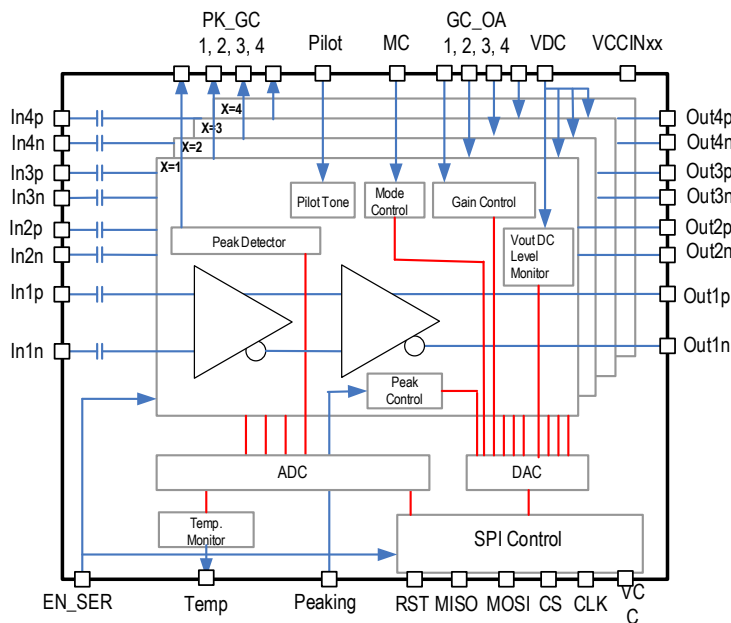 PK_GC
1, 2, 3, 4
Pilot
MC
GC_OA
1, 2, 3, 4
VDC
VCCINxx
In4p
In4n
In3p
In3n
In2p
In2n
In1p
In1n
X=4
X=3
X=2
X=1
Out4p
Out4n
Out3p
Out3n
Out2p
Out2n
Out1p
Out1n
Pilot Tone
Mode
Control
Gain Control
Peak Detector
Vout DC
Level
Monitor
Peak
Control
ADC
DAC
Temp.
Monitor
SPI Control
EN_SER
Temp
Peaking
RST
MISO
MOSI
CS
CLK
VC
C